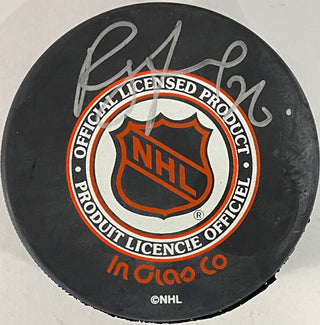 OFFICIAL LICENSED PRODUCT
NHL
®
PRODUIT LICENCIE OFFICIEL
In Glas Co
©NHL